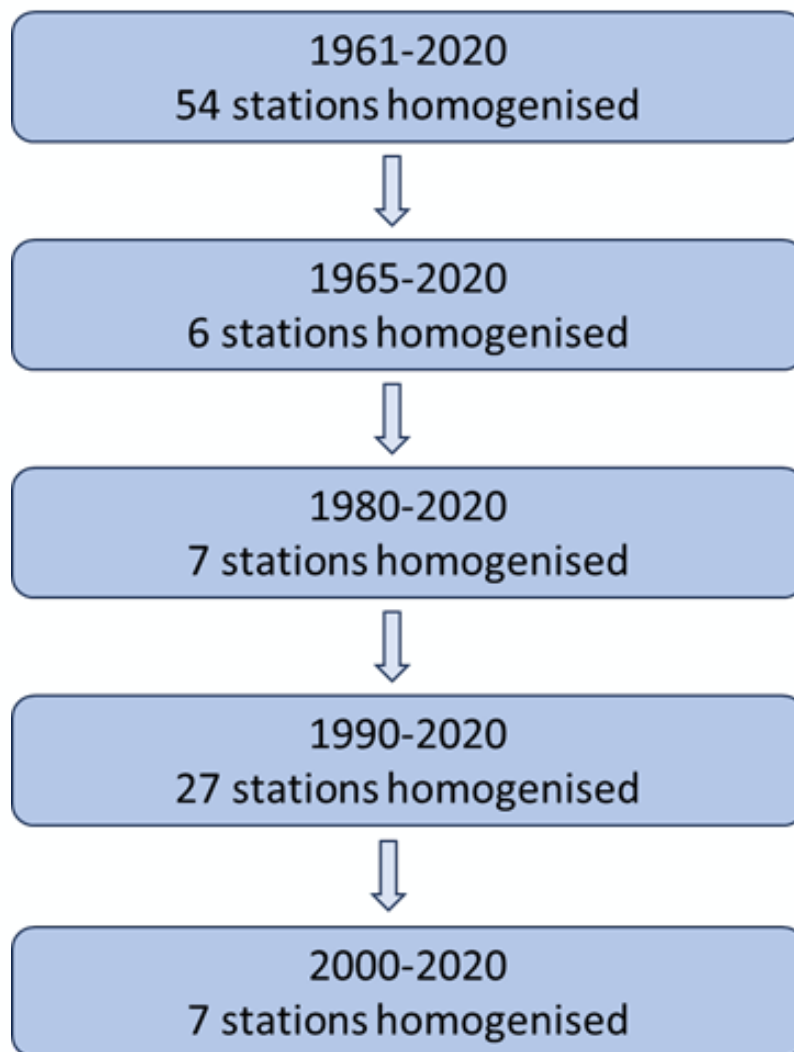 1961-2020
54 stations homogenised
1965-2020
6 stations homogenised
1980-2020
7 stations homogenised
1990-2020
27 stations homogenised
2000-2020
7 stations homogenised